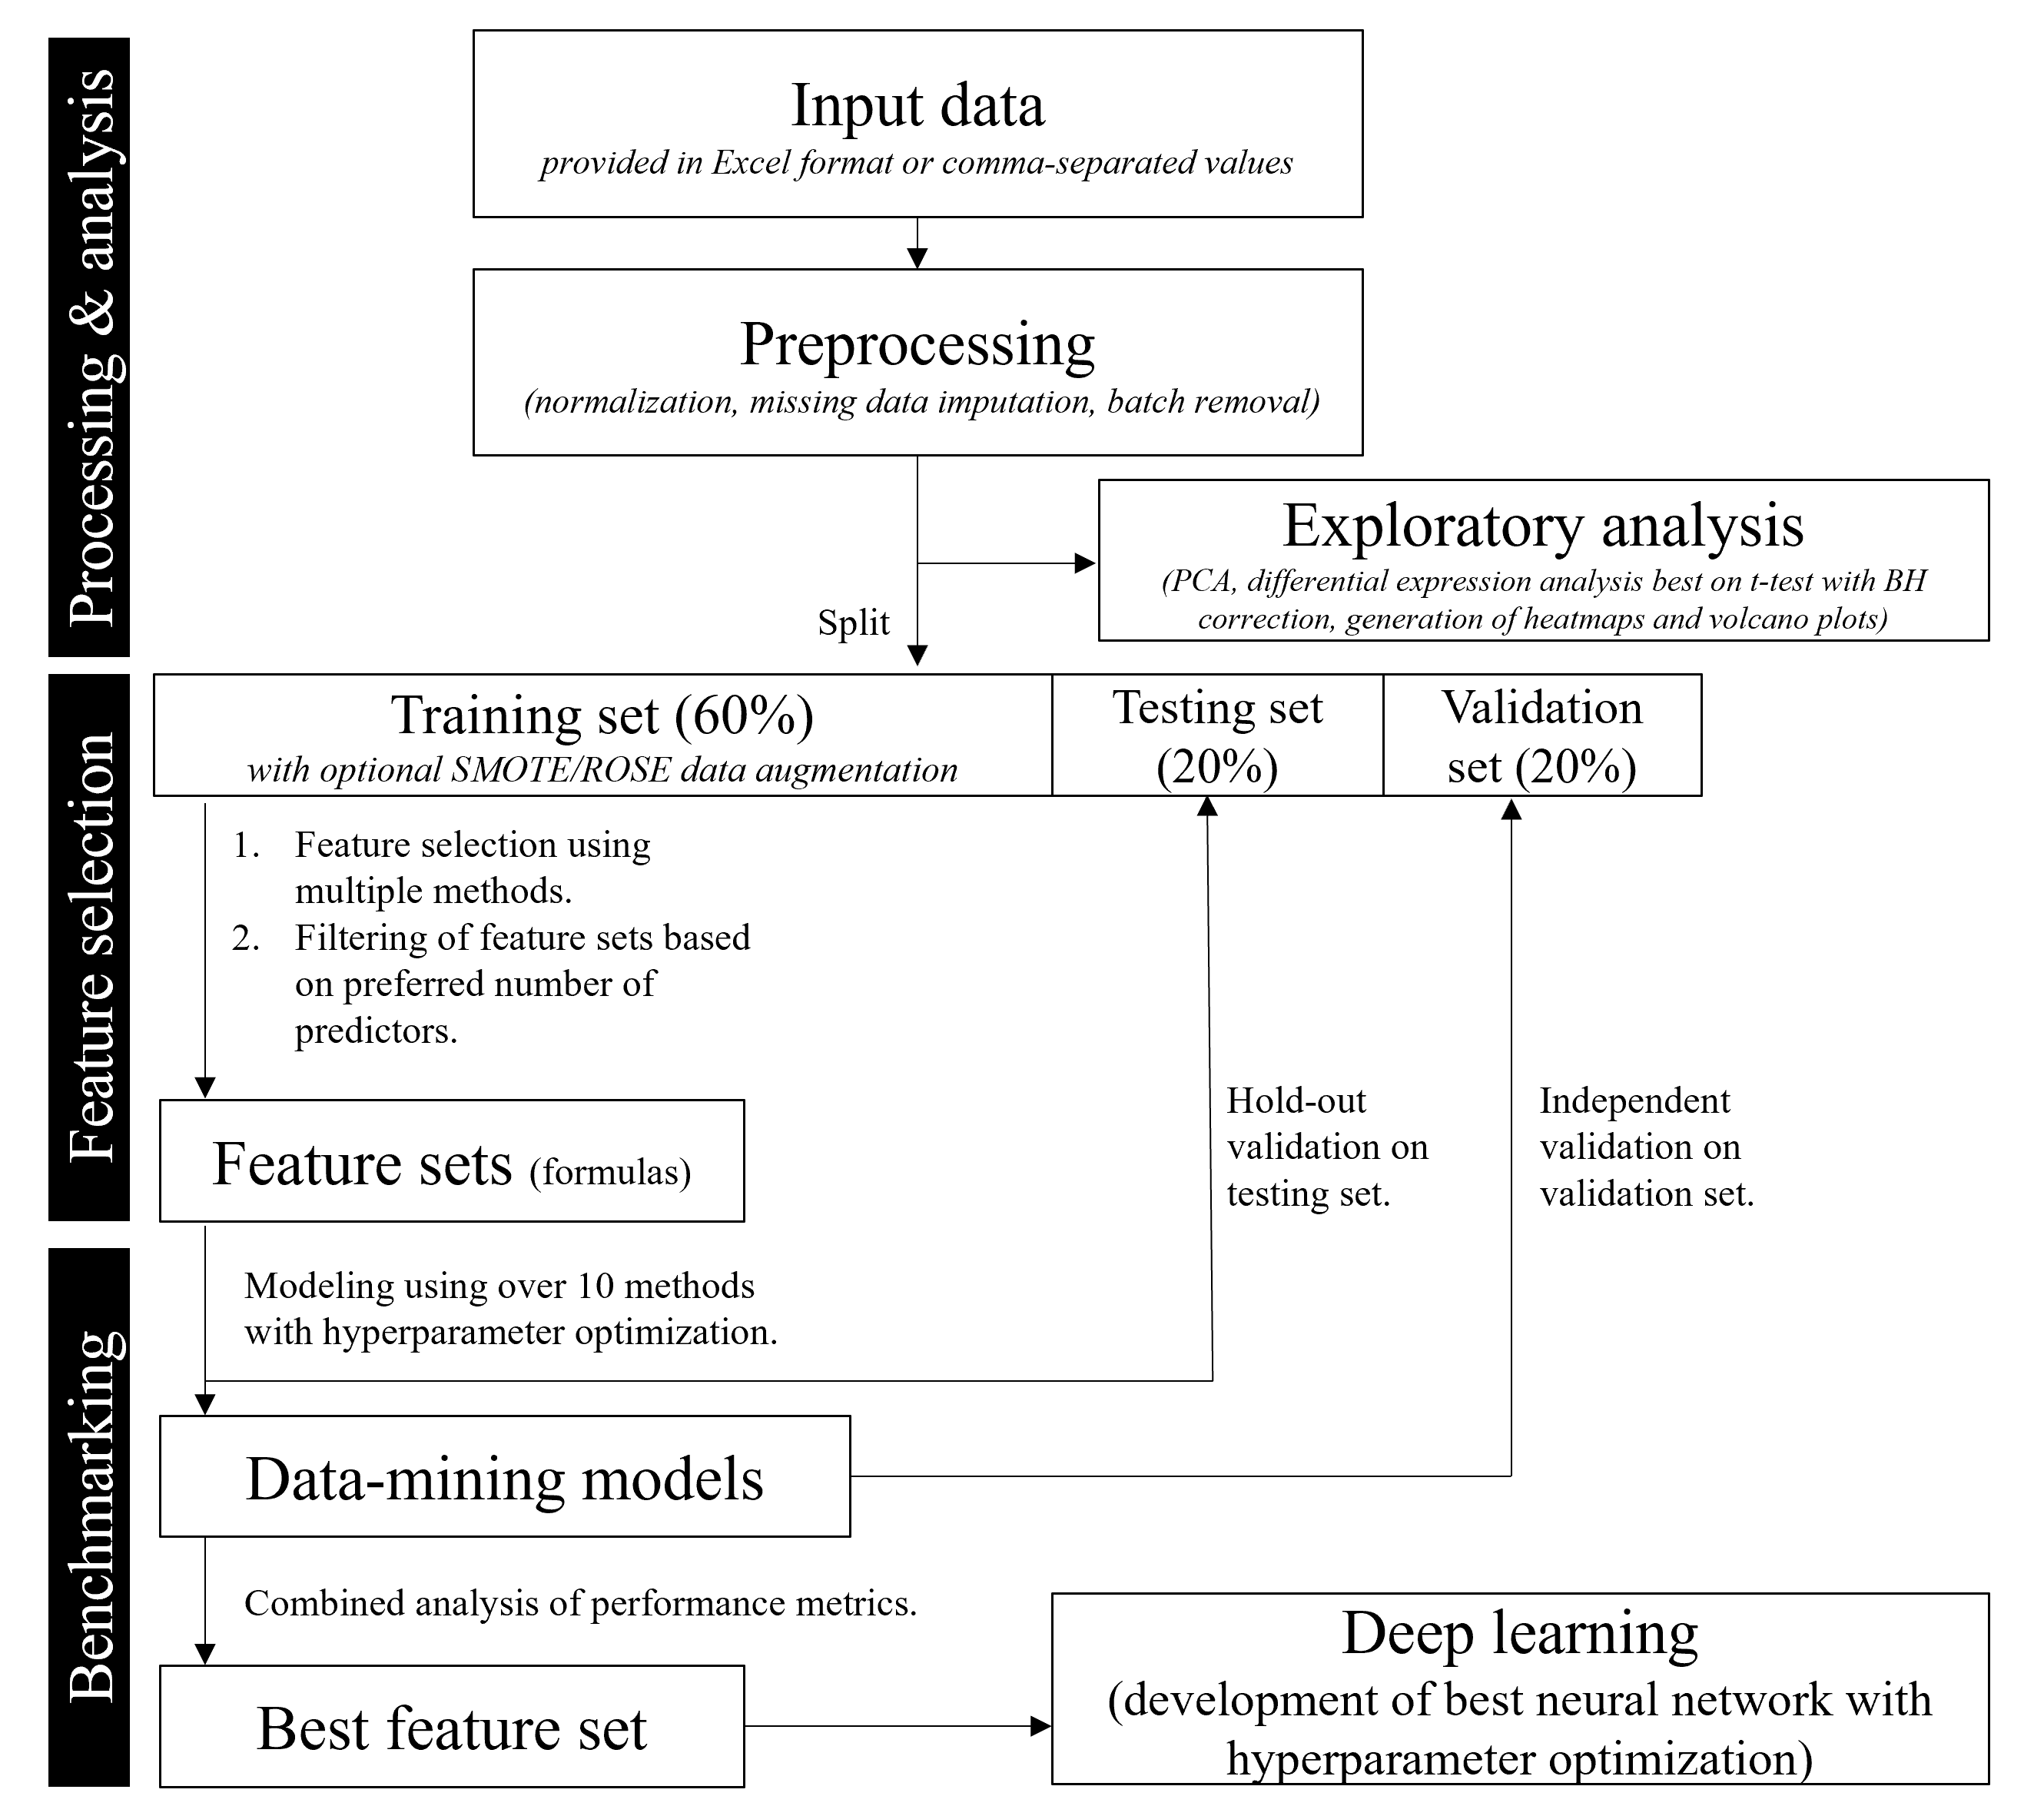 Processing & analysis
Input data
provided in Excel format or comma-separated values
Preprocessing
(normalization, missing data imputation, batch removal)
Exploratory analysis
(PCA, differential expression analysis best on t-test with BH
correction, generation of heatmaps and volcano plots)
Split
Feature selection
Training set (60%)
with optional SMOTE/ROSE data augmentation
Testing set
(20%)
Validation
set (20%)
1. Feature selection using
multiple methods.
2. Filtering of feature sets based
on preferred number of
predictors.
Hold-out
validation on
testing set.
Independent
validation on
validation set.
Feature sets (formulas)
Benchmarking
Modeling using over 10 methods
with hyperparameter optimization.
Data-mining models
Combined analysis of performance metrics.
Best feature set
Deep learning
(development of best neural network with
hyperparameter optimization)